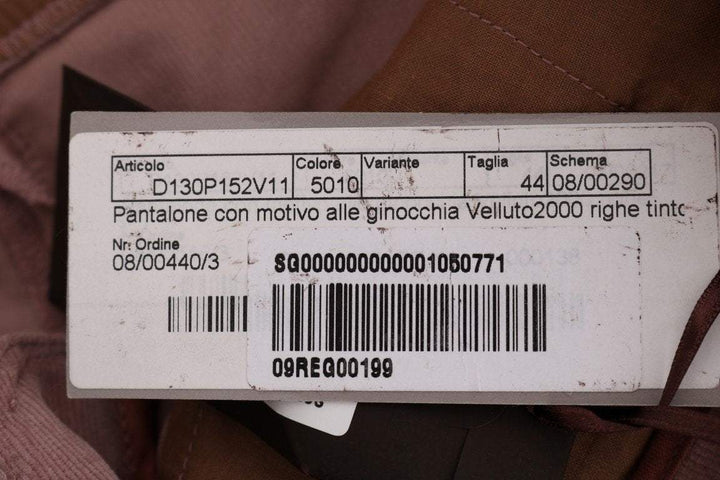 Articolo Colore Variante Taglia Schema
D130P152V11 5010 44 08/00290
Pantalone con motivo alle ginocchia Velluto2000 righe tinto
Nr. Ordine
08/00440/3
SG0000000000001050771
09REG00199